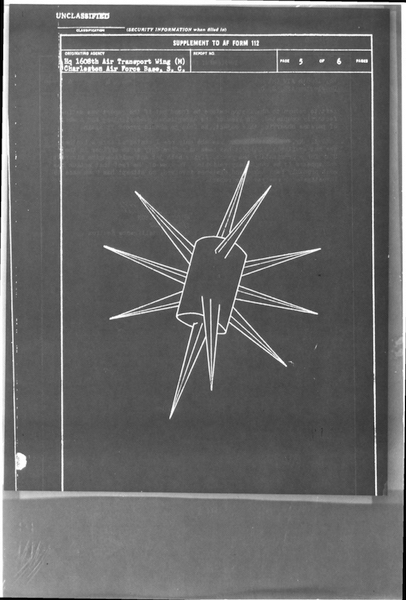 UNCLASSIFIED
CLASSIFICATION (SECURITY INFORMATION when filled in)
SUPPLEMENT TO AF FORM 112
ORIGINATING AGENCY REPORT NO.
Hq 1608th Air Transport Wing (M) PAGE 5 OF 6 PAGES
Charleston Air Force Base, S. C.